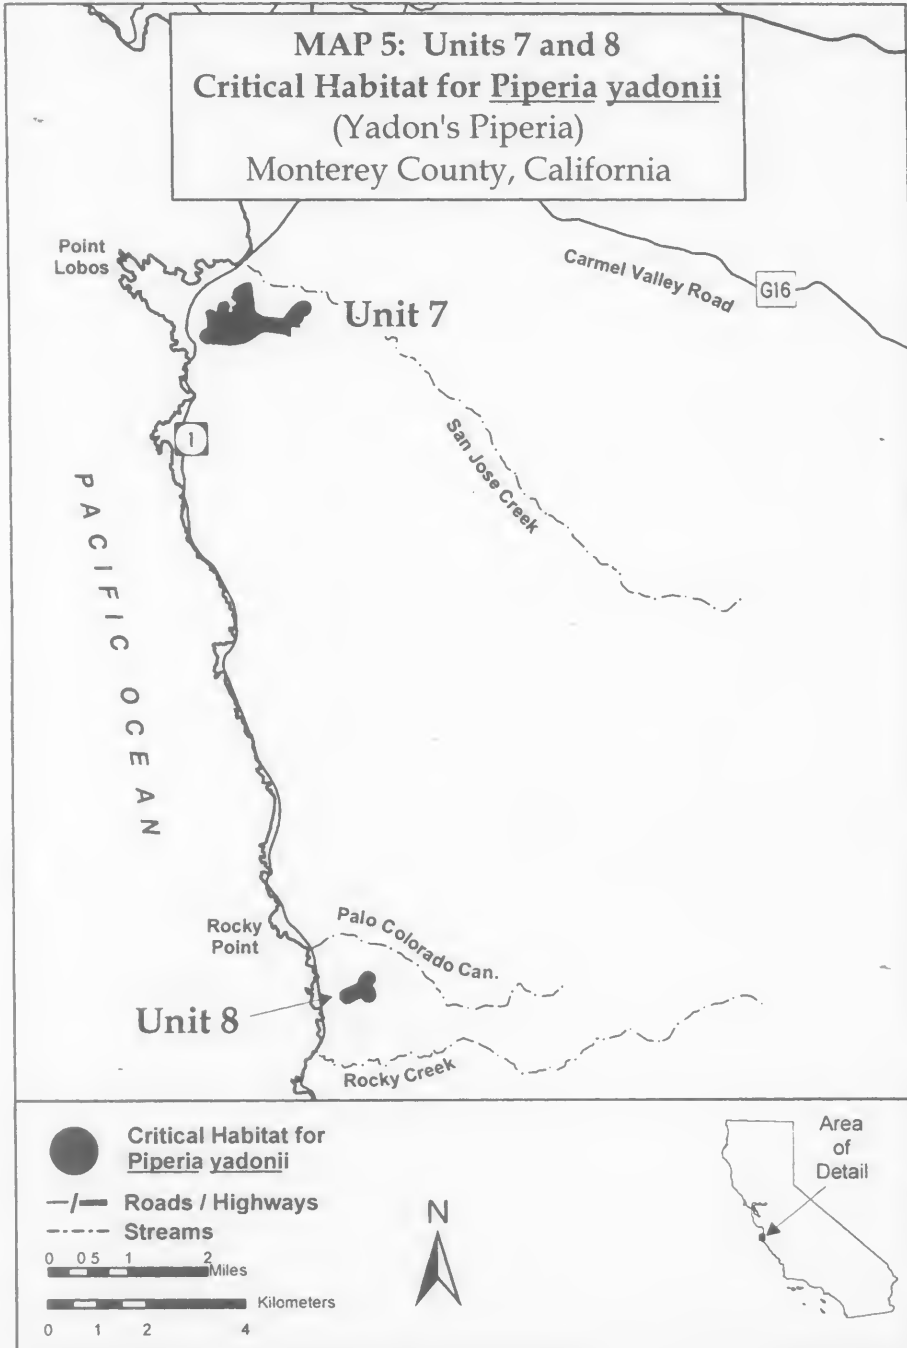 MAP 5: Units 7 and 8
Critical Habitat for Piperia yadonii
(Yadon's Piperia)
Monterey County, California
Point
Lobos
Carmel Valley Road
G16
Unit 7
1
San Jose Creek
PACIFIC OCEAN
Rocky
Point
Palo Colorado Can.
Unit 8
Rocky Creek
Critical Habitat for
Piperia yadonii
Roads / Highways
Streams
0 0 5 1 2
Miles
Kilometers
0 1 2 4
N
Area
of
Detail